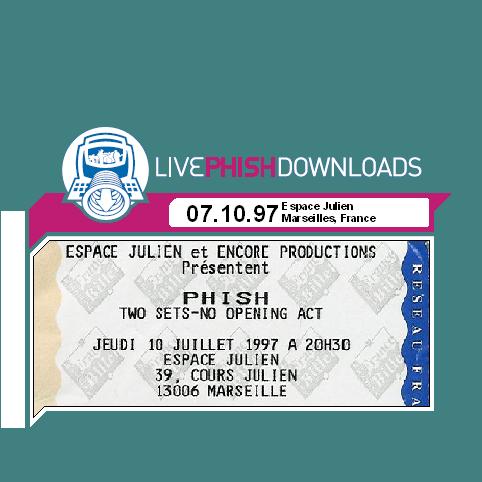 LIVEPHISHDOWNLOADS
07.10.97 Espace Julien
Marseilles, France
ESPACE JULIEN et ENCORE PRODUCTIONS
Présentent
PHISH
TWO SETS-NO OPENING ACT
JEUDI 10 JUILLET 1997 A 20H30
ESPACE JULIEN
39, COURS JULIEN
13006 MARSEILLE
RESEAU FRA